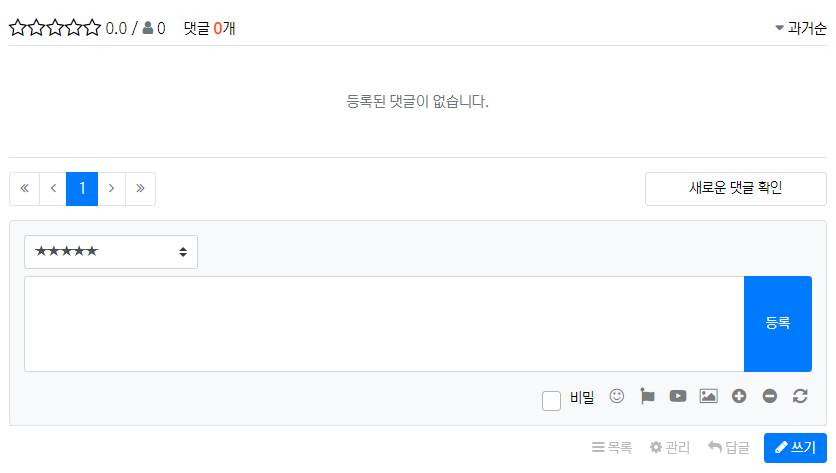 ☆☆☆☆☆ 0.0 / 0 댓글 0개 과거순
등록된 댓글이 없습니다.
« ‹ 1 › » 새로운 댓글 확인
★★★★★
등록
비밀
목록 관리 답글 쓰기